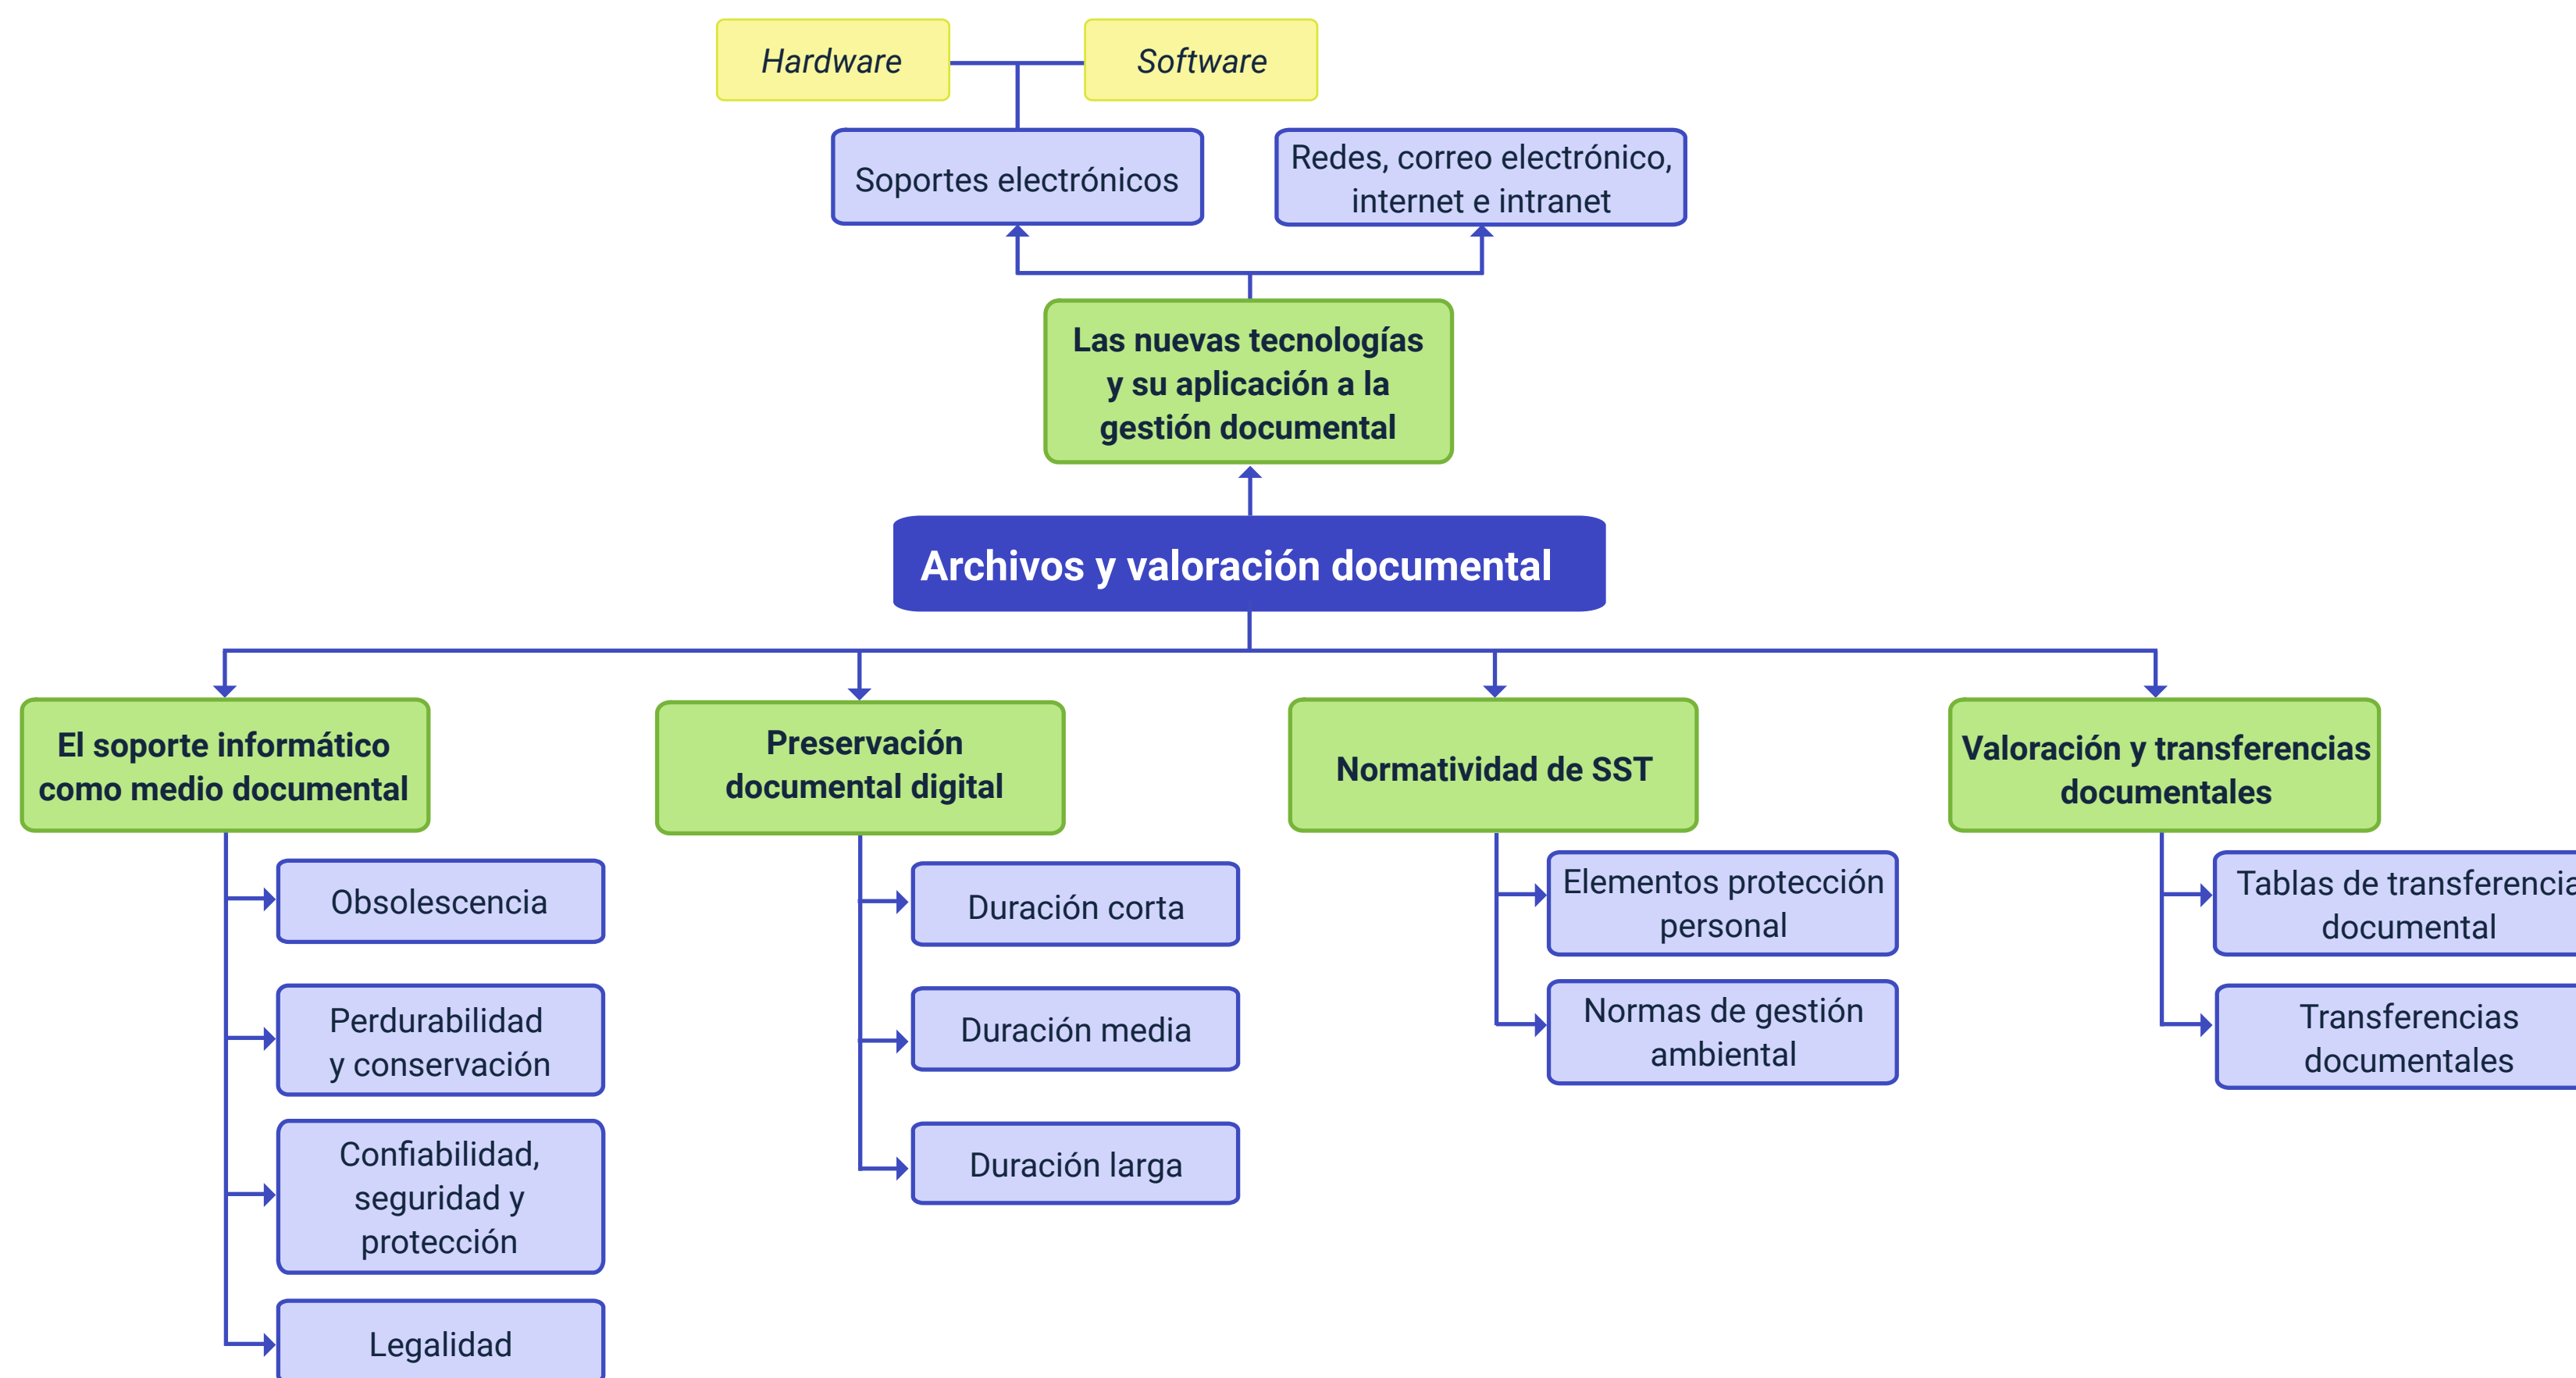 Hardware
Software
Soportes electrónicos
Redes, correo electrónico,
internet e intranet
Las nuevas tecnologías
y su aplicación a la
gestión documental
Archivos y valoración documental
El soporte informático
como medio documental
Obsolescencia
Perdurabilidad
y conservación
Confiabilidad,
seguridad y
protección
Legalidad
Preservación
documental digital
Duración corta
Duración media
Duración larga
Normatividad de SST
Elementos protección
personal
Normas de gestión
ambiental
Valoración y transferencias
documentales
Tablas de transferencia
documental
Transferencias
documentales